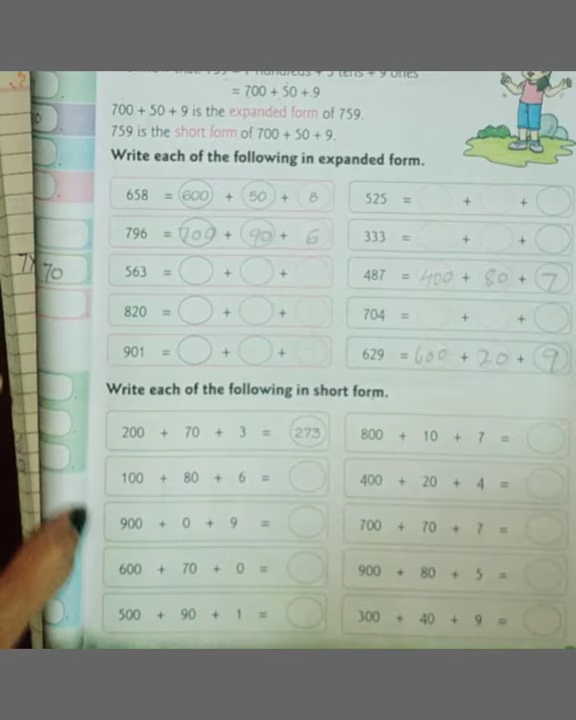 = 700 + 50 + 9
700 + 50 + 9 is the expanded form of 759.
759 is the short form of 700 + 50 + 9.
Write each of the following in expanded form.
658 = 600 + 50 + 8
525 = + +
796 = 700 + 90 + 6
333 = + +
563 = + +
487 = 400 + 80 + 7
820 = + +
704 = + +
901 = + +
629 = 600 + 20 + 9
70
Write each of the following in short form.
200 + 70 + 3 = 273
800 + 10 + 7 =
100 + 80 + 6 =
400 + 20 + 4 =
900 + 0 + 9 =
700 + 70 + 7 =
600 + 70 + 0 =
900 + 80 + 5 =
500 + 90 + 1 =
300 + 40 + 9 =